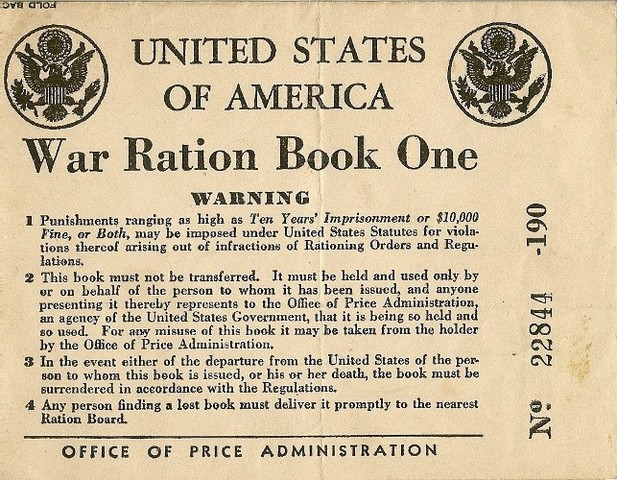 FOLD BAC
UNITED STATES
OF AMERICA
War Ration Book One
WARNING
1 Punishments ranging as high as Ten Years' Imprisonment or $10,000
Fine, or Both, may be imposed under United States Statutes for viola-
tions thereof arising out of infractions of Rationing Orders and Regu-
lations.
2 This book must not be transferred. It must be held and used only by
or on behalf of the person to whom it has been issued, and anyone
presenting it thereby represents to the Office of Price Administration,
an agency of the United States Government, that it is being so held and
so used. For any misuse of this book it may be taken from the holder
by the Office of Price Administration.
3 In the event either of the departure from the United States of the per-
son to whom this book is issued, or his or her death, the book must be
surrendered in accordance with the Regulations.
4 Any person finding a lost book must deliver it promptly to the nearest
Ration Board.
OFFICE OF PRICE ADMINISTRATION
No 22844 -190